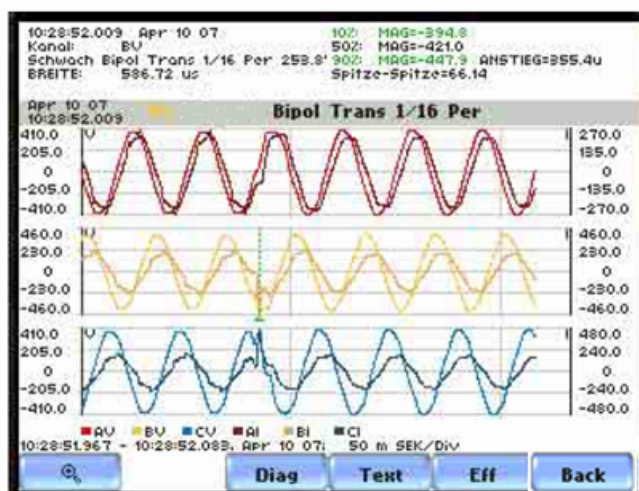 10:28:52.009 Apr 10 07
10%: MAG=-394.8
Kanal: BV
50%: MAG=-421.0
Schwach Bipol Trans 1/16 Per 253.8°
90%: MAG=-447.9 ANSTIEG=355.4u
BREITE: 586.72 us
Spitze-Spitze=66.14
Apr 10 07
10:28:52.009
Bipol Trans 1/16 Per
410.0
205.0
0
-205.0
-410.0
V
I
270.0
135.0
0
-135.0
-270.0
460.0
230.0
0
-230.0
-460.0
V
I
460.0
230.0
0
-230.0
-460.0
410.0
205.0
0
-205.0
-410.0
V
I
480.0
240.0
0
-240.0
-480.0
AV BV CV AI BI CI
10:28:51.967 - 10:28:52.083, Apr 10 07: 50 m SEK/Div
Diag Text Eff Back